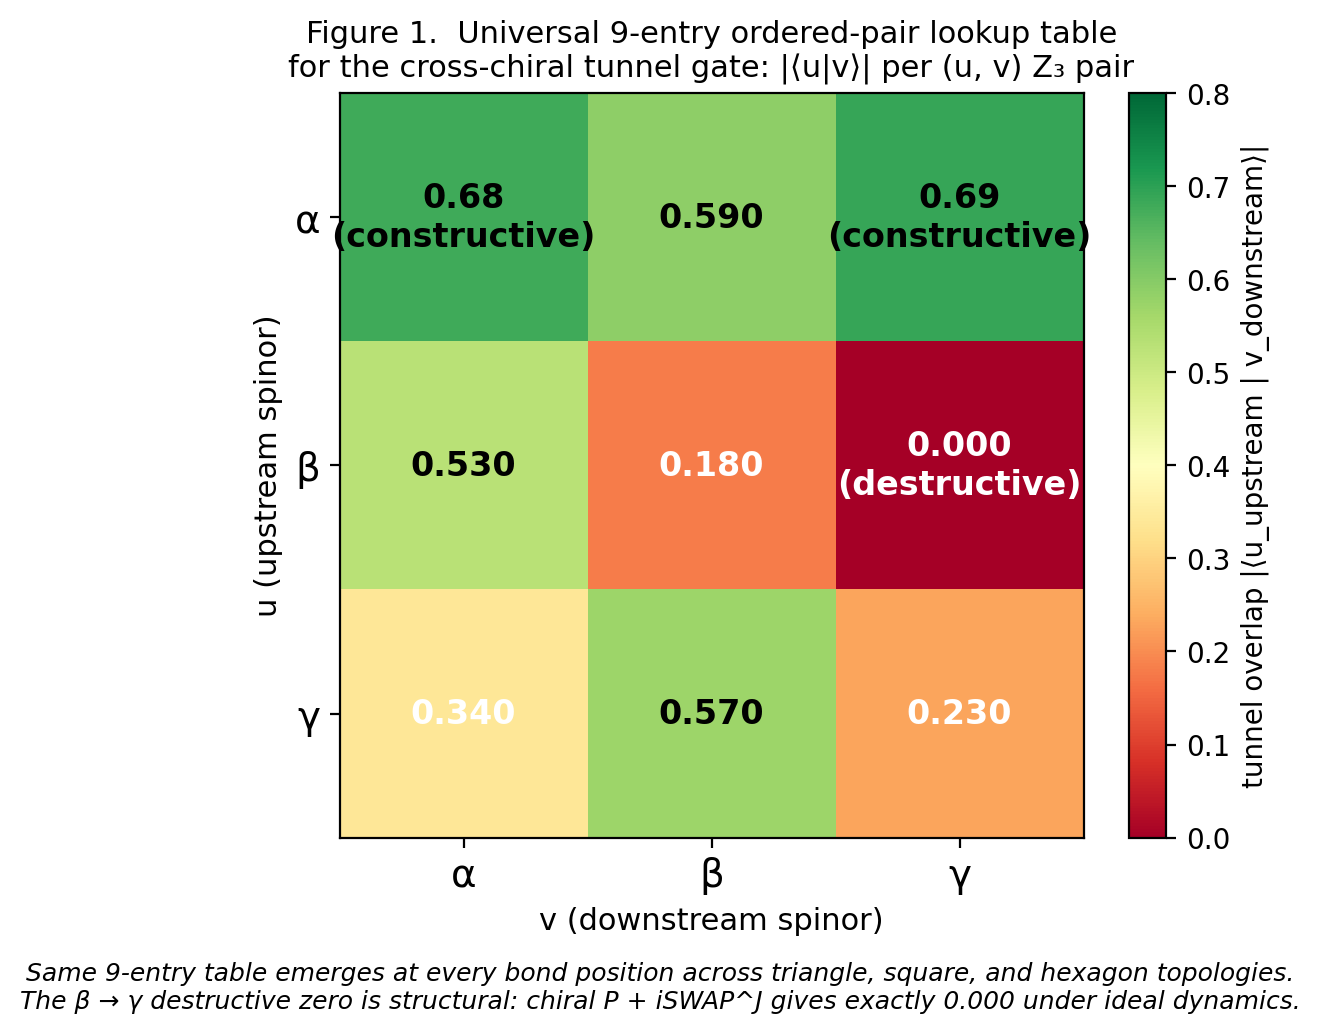 Figure 1.  Universal 9-entry ordered-pair lookup table
for the cross-chiral tunnel gate: |⟨u|v⟩| per (u, v) Z₃ pair
0.68
(constructive)
0.590
0.69
(constructive)
0.530
0.180
0.000
(destructive)
0.340
0.570
0.230
α
β
γ
u (upstream spinor)
α
β
γ
v (downstream spinor)
0.8
0.7
0.6
0.5
0.4
0.3
0.2
0.1
0.0
tunnel overlap |⟨u_upstream | v_downstream⟩|
Same 9-entry table emerges at every bond position across triangle, square, and hexagon topologies.
The β → γ destructive zero is structural: chiral P + iSWAP^J gives exactly 0.000 under ideal dynamics.